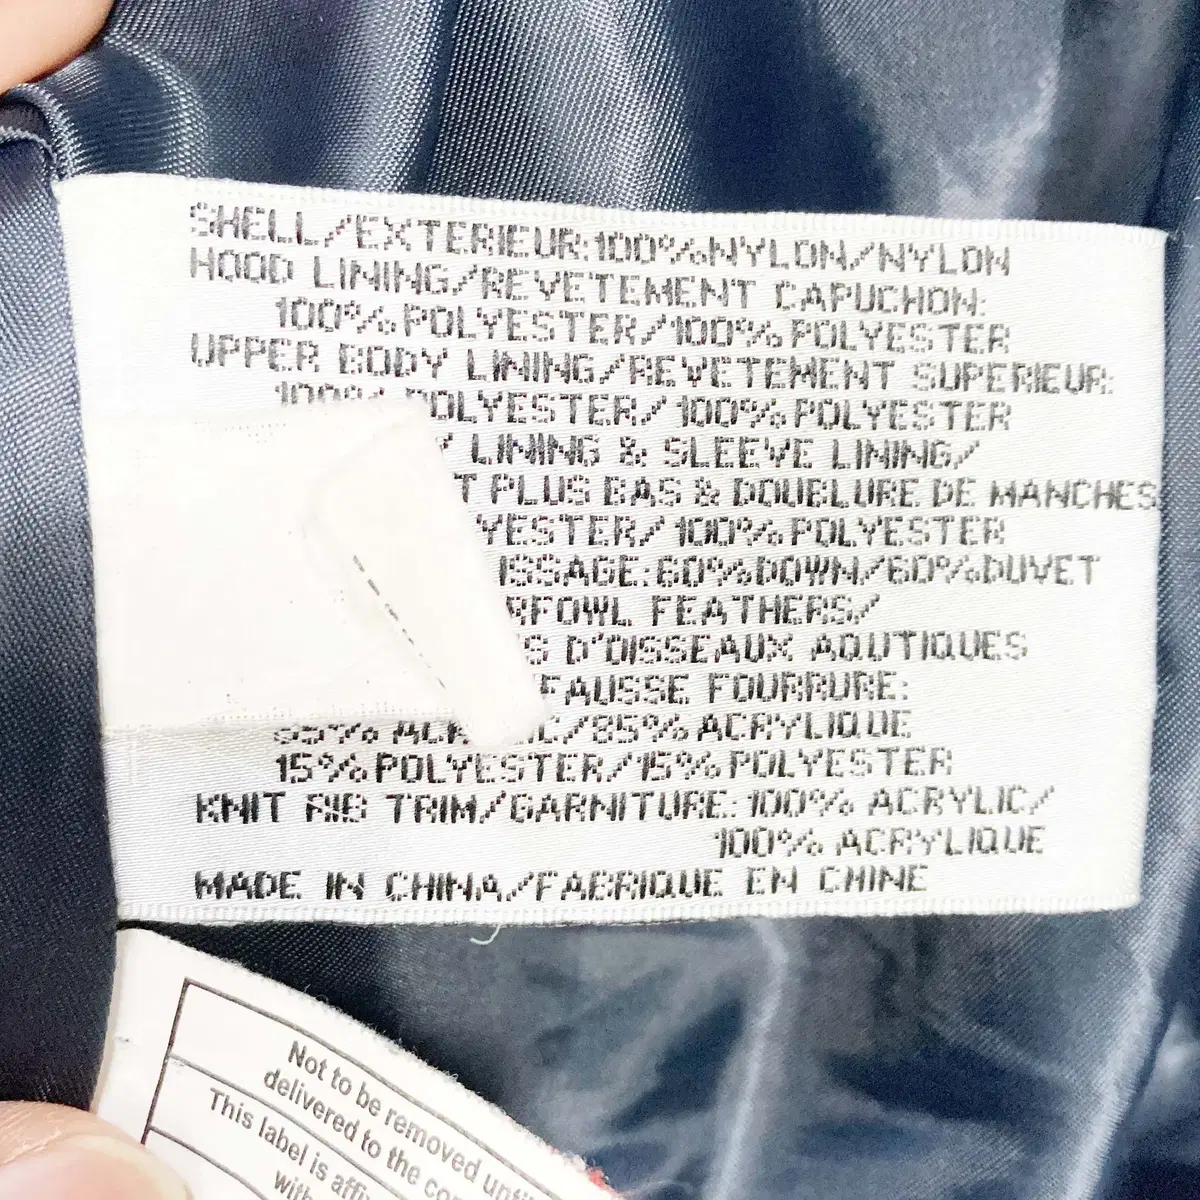 SHELL/EXTERIEUR:100%NYLON/NYLON
HOOD LINING/REVETEMENT CAPUCHON:
100%POLYESTER/100%POLYESTER
UPPER BODY LINING/REVETEMENT SUPERIEUR:
100% POLYESTER/100%POLYESTER
LINING & SLEEVE LINING/
PLUS BAS & DOUBLURE DE MANCHES
100%POLYESTER
60%DOWN/60%DUVET
FEATHERS/
D'OISSEAUX AQUTIQUES
FAUSSE FOURRURE:
/85% ACRYLIQUE
15%POLYESTER/15%POLYESTER
KNIT RIB TRIM/GARNITURE:100% ACRYLIC/
100% ACRYLIQUE
MADE IN CHINA/FABRIQUE EN CHINE
Not to be removed until
delivered to the
This label is